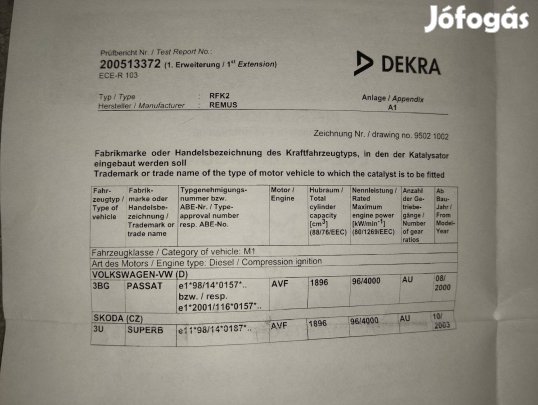 Jófogás
Prüfbericht Nr. / Test Report No.:
200513372 (1. Erweiterung / 1st Extension)
ECE-R 103
DEKRA
Typ / Type : RFK2
Hersteller / Manufacturer : REMUS
Anlage / Appendix
A1
Zeichnung Nr. / drawing no. 9502 1002
Fabrikmarke oder Handelsbezeichnung des Kraftfahrzeugtyps, in den der Katalysator
eingebaut werden soll
Trademark or trade name of the type of motor vehicle to which the catalyst is to be fitted
Fahr-
zeugtyp /
Type of
vehicle
Fabrik-
marke oder
Handelsbe-
zeichnung /
Trademark or
trade name
Typgenehmigungs-
nummer bzw.
ABE-Nr. / Type-
approval number
resp. ABE-No.
Motor /
Engine
Hubraum /
Total
cylinder
capacity
[cm³]
(88/76/EEC)
Nennleistung /
Rated
Maximum
engine power
[kW/min-1]
(80/1269/EEC)
Anzahl
der Ge-
triebe-
gänge /
Number
of gear
ratios
Ab
Bau-
Jahr /
From
Model-
Year
Fahrzeugklasse / Category of vehicle: M1
Art des Motors / Engine type: Diesel / Compression ignition
VOLKSWAGEN-VW (D)
3BG PASSAT e1*98/14*0157*.. AVF 1896 96/4000 AU 08/
bzw. / resp. 2000
e1*2001/116*0157*..
SKODA (CZ)
3U SUPERB e11*98/14*0187*.. AVF 1896 96/4000 AU 10/
2003